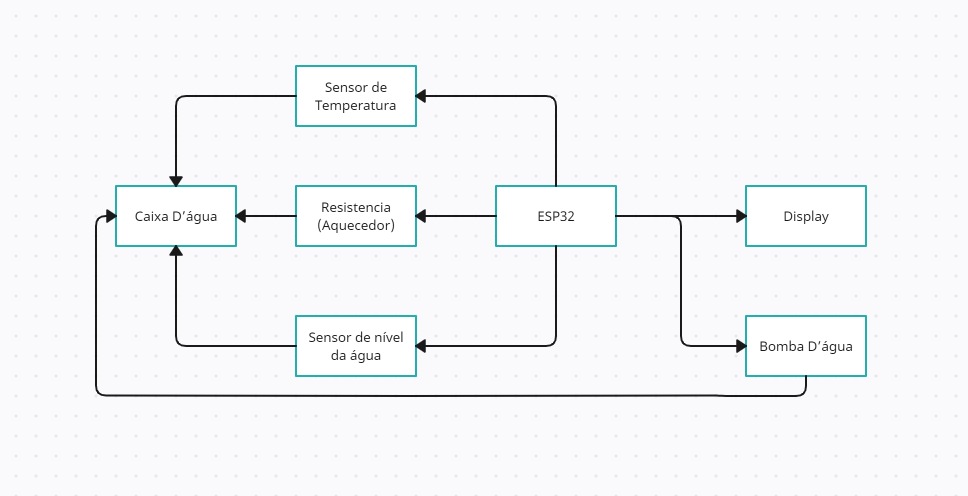 Sensor de
Temperatura
Caixa D’água
Resistencia
(Aquecedor)
ESP32
Display
Sensor de nível
da água
Bomba D’água